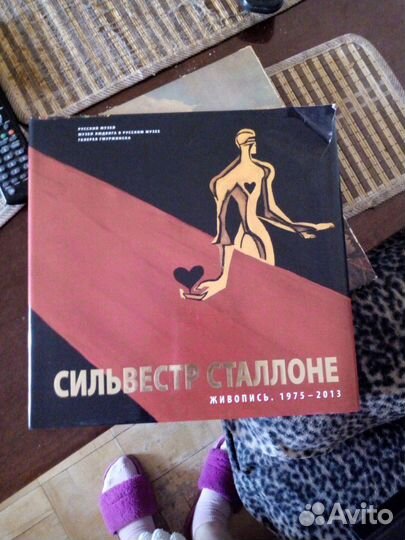 РУССКИЙ МУЗЕЙ
МУЗЕЙ ЛЮДВИГА В РУССКОМ МУЗЕЕ
ГАЛЕРЕЯ ГМУРЖИНСКА
СИЛЬВЕСТР СТАЛЛОНЕ
ЖИВОПИСЬ. 1975–2013
Avito